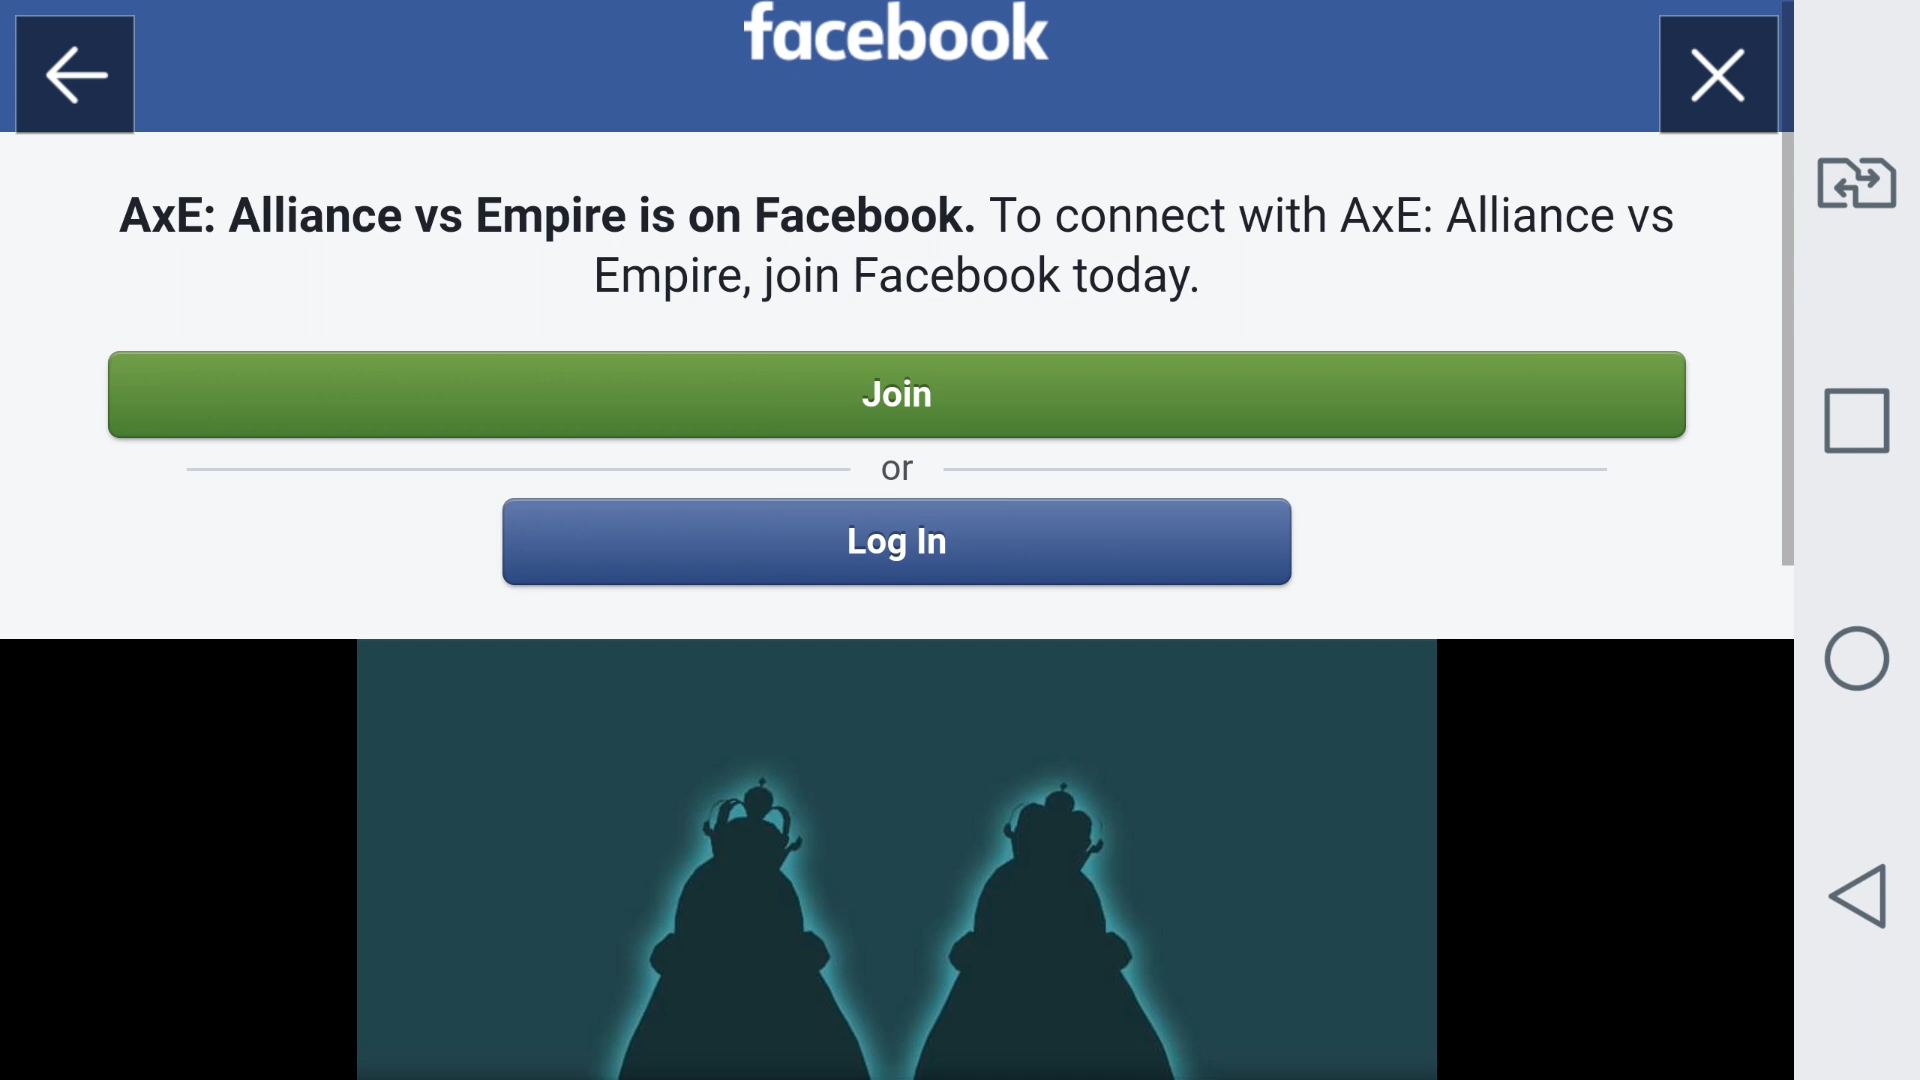 facebook
AxE: Alliance vs Empire is on Facebook. To connect with AxE: Alliance vs
Empire, join Facebook today.
Join
or
Log In